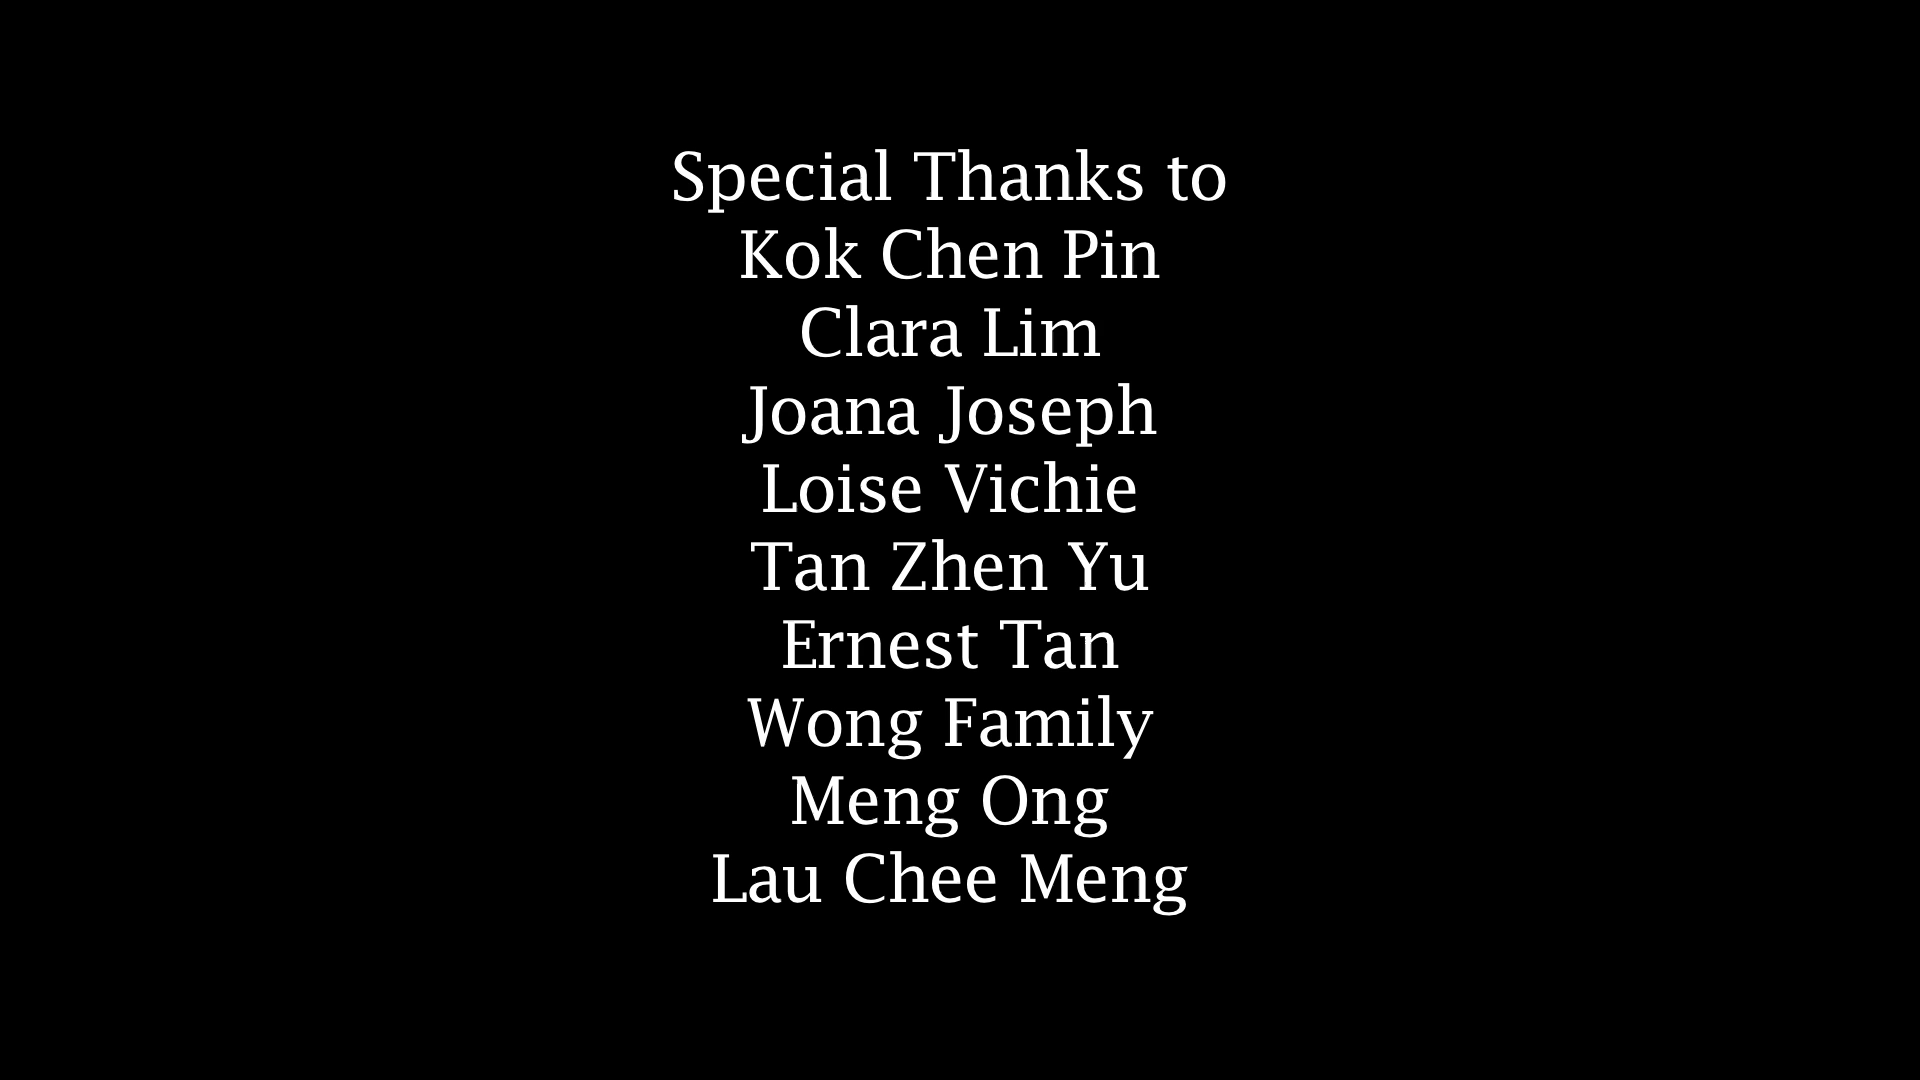 Special Thanks to
Kok Chen Pin
Clara Lim
Joana Joseph
Loise Vichie
Tan Zhen Yu
Ernest Tan
Wong Family
Meng Ong
Lau Chee Meng